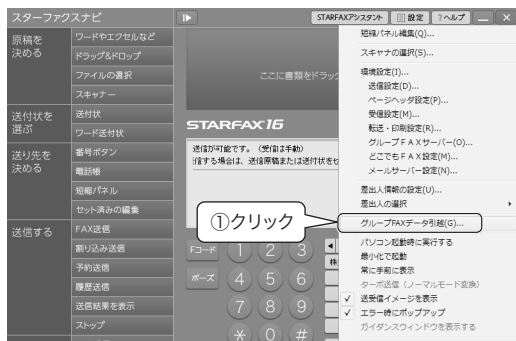 スターファクスナビ
STARFAXアシスタント
設定
?ヘルプ
原稿を
決める
ワードやエクセルなど
ドラッグ&ドロップ
ファイルの選択
スキャナー
送付状を
選ぶ
送付状
ワード送付状
送り先を
決める
番号ボタン
電話帳
短縮パネル
セット済みの編集
送信する
FAX送信
割り込み送信
予約送信
履歴送信
送信結果を表示
ストップ
ここに書類をドラッ
STARFAX 16
送信が可能です。（受信は手動）
信する場合は、送信原稿または送付状をセ
①クリック
Fコード
1 2 3
ポーズ
4 5 6
7 8 9
* 0 #
株
短縮パネル編集(Q)...
スキャナの選択(S)...
環境設定(I)...
送信設定(D)...
ページヘッダ設定(P)...
受信設定(M)...
転送・印刷設定(R)...
グループＦＡＸサーバー(O)...
どこでもＦＡＸ設定(M)...
メールサーバー設定(N)...
差出人情報の設定(U)...
差出人の選択
グループFAXデータ引越(G)...
パソコン起動時に実行する
最小化で起動
常に手前に表示
ターボ送信（ノーマルモード変換）
✓ 送受信イメージを表示
✓ エラー時にポップアップ
ガイダンスウィンドウを表示する